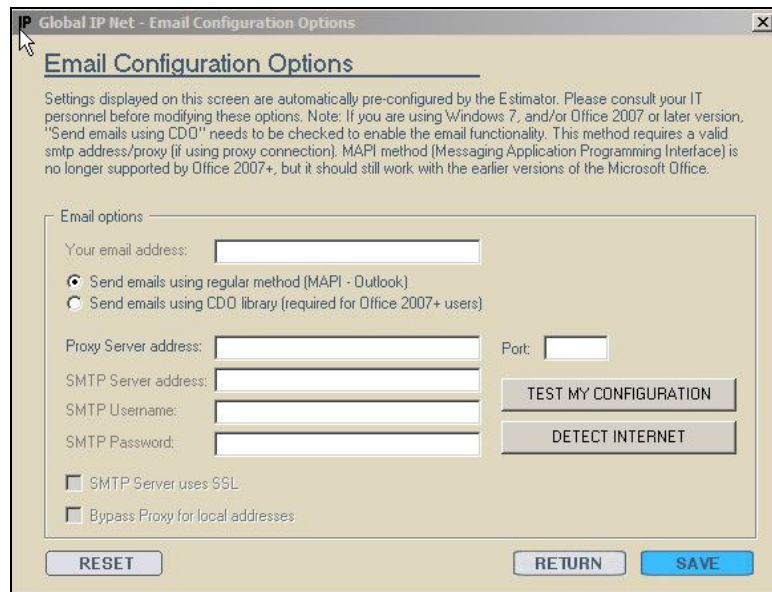 IP Global IP Net - Email Configuration Options
Email Configuration Options
Settings displayed on this screen are automatically pre-configured by the Estimator. Please consult your IT
personnel before modifying these options. Note: If you are using Windows 7, and/or Office 2007 or later version,
"Send emails using CDO" needs to be checked to enable the email functionality. This method requires a valid
smtp address/proxy (if using proxy connection). MAPI method (Messaging Application Programming Interface) is
no longer supported by Office 2007+, but it should still work with the earlier versions of the Microsoft Office.
Email options
Your email address:
Send emails using regular method (MAPI - Outlook)
Send emails using CDO library (required for Office 2007+ users)
Proxy Server address:
Port:
SMTP Server address:
TEST MY CONFIGURATION
SMTP Username:
SMTP Password:
DETECT INTERNET
SMTP Server uses SSL
Bypass Proxy for local addresses
RESET
RETURN
SAVE